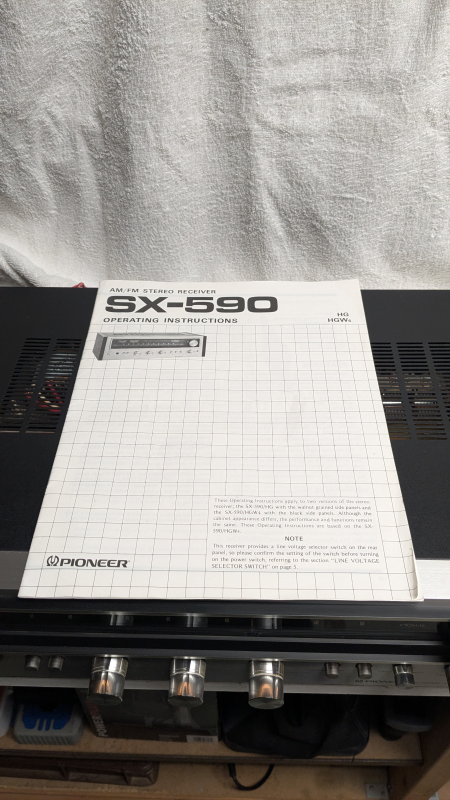 AM/FM STEREO RECEIVER
SX-590
OPERATING INSTRUCTIONS
HG
HGWs
These Operating Instructions apply to two versions of the stereo
receiver; the SX-590/HG with the walnut grained side panels and
the SX-590/HGWs with the black side panels. Although the
cabinet appearance differs, the performance and functions remain
the same. These Operating Instructions are based on the SX-
590/HGWs.
NOTE
This receiver provides a line voltage selector switch on the rear
panel, so please confirm the setting of the switch before turning
on the power switch, referring to the section "LINE VOLTAGE
SELECTOR SWITCH" on page 3.
PIONEER